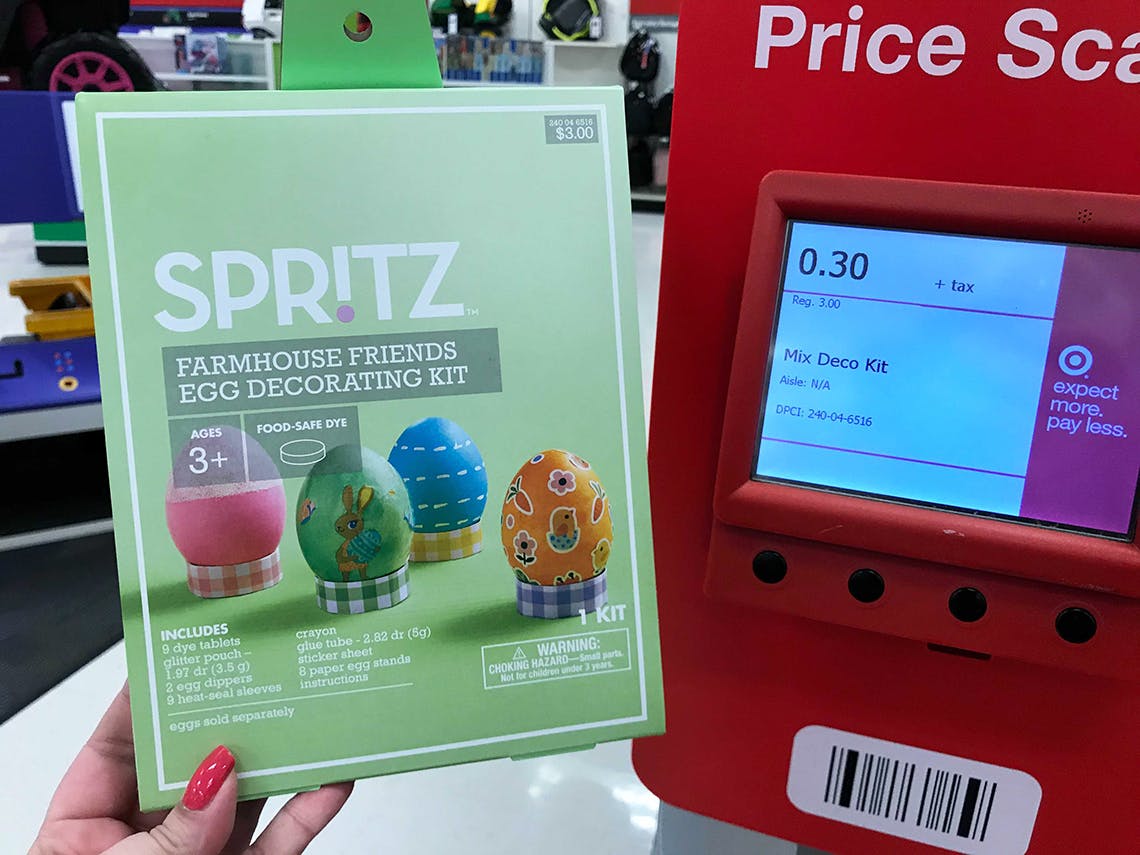 240 04 6516
$3.00
SPR!TZ™
FARMHOUSE FRIENDS
EGG DECORATING KIT
AGES
3+
FOOD-SAFE DYE
1 KIT
INCLUDES
9 dye tablets
glitter pouch –
1.97 dr (3.5 g)
2 egg dippers
9 heat-seal sleeves
crayon
glue tube - 2.82 dr (5g)
sticker sheet
8 paper egg stands
instructions
eggs sold separately
WARNING:
CHOKING HAZARD—Small parts.
Not for children under 3 years.
Price Sca
0.30 + tax
Reg. 3.00
Mix Deco Kit
Aisle: N/A
DPCI: 240-04-6516
expect
more.
pay less.